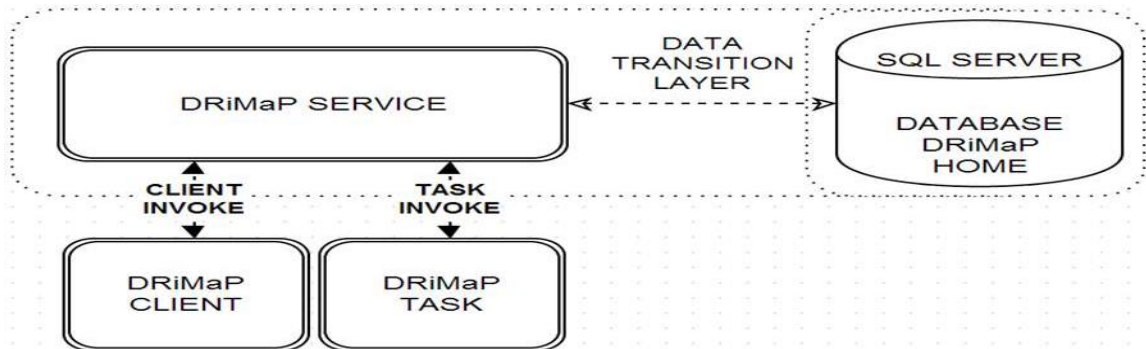 DATA
TRANSITION
LAYER
SQL SERVER
DRiMaP SERVICE
DATABASE
DRiMaP
HOME
CLIENT
INVOKE
TASK
INVOKE
DRiMaP
CLIENT
DRiMaP
TASK